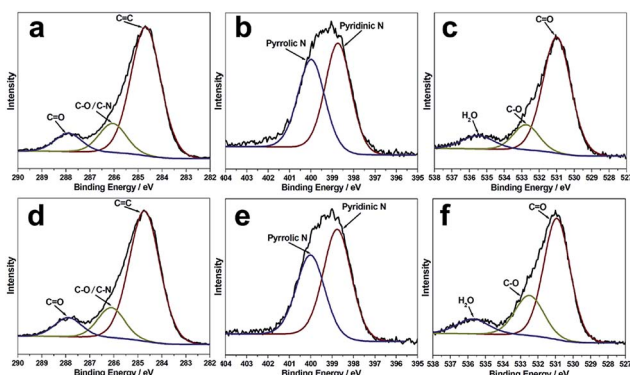 a
C=C
C-O / C-N
C=O
Intensity
290 289 288 287 286 285 284 283 282
Binding Energy / eV
b
Pyrrolic N
Pyridinic N
Intensity
404 403 402 401 400 399 398 397 396 395
Binding Energy / eV
c
C=O
C-O
H2O
Intensity
538 536 535 534 533 532 531 530 529 528 527
Binding Energy / eV
d
C=C
C-O / C-N
C=O
Intensity
290 289 288 287 286 285 284 283 282
Binding Energy / eV
e
Pyrrolic N
Pyridinic N
Intensity
404 403 402 401 400 399 398 397 396 395
Binding Energy / eV
f
C=O
C-O
H2O
Intensity
538 536 535 534 533 532 531 530 529 528 527
Binding Energy / eV